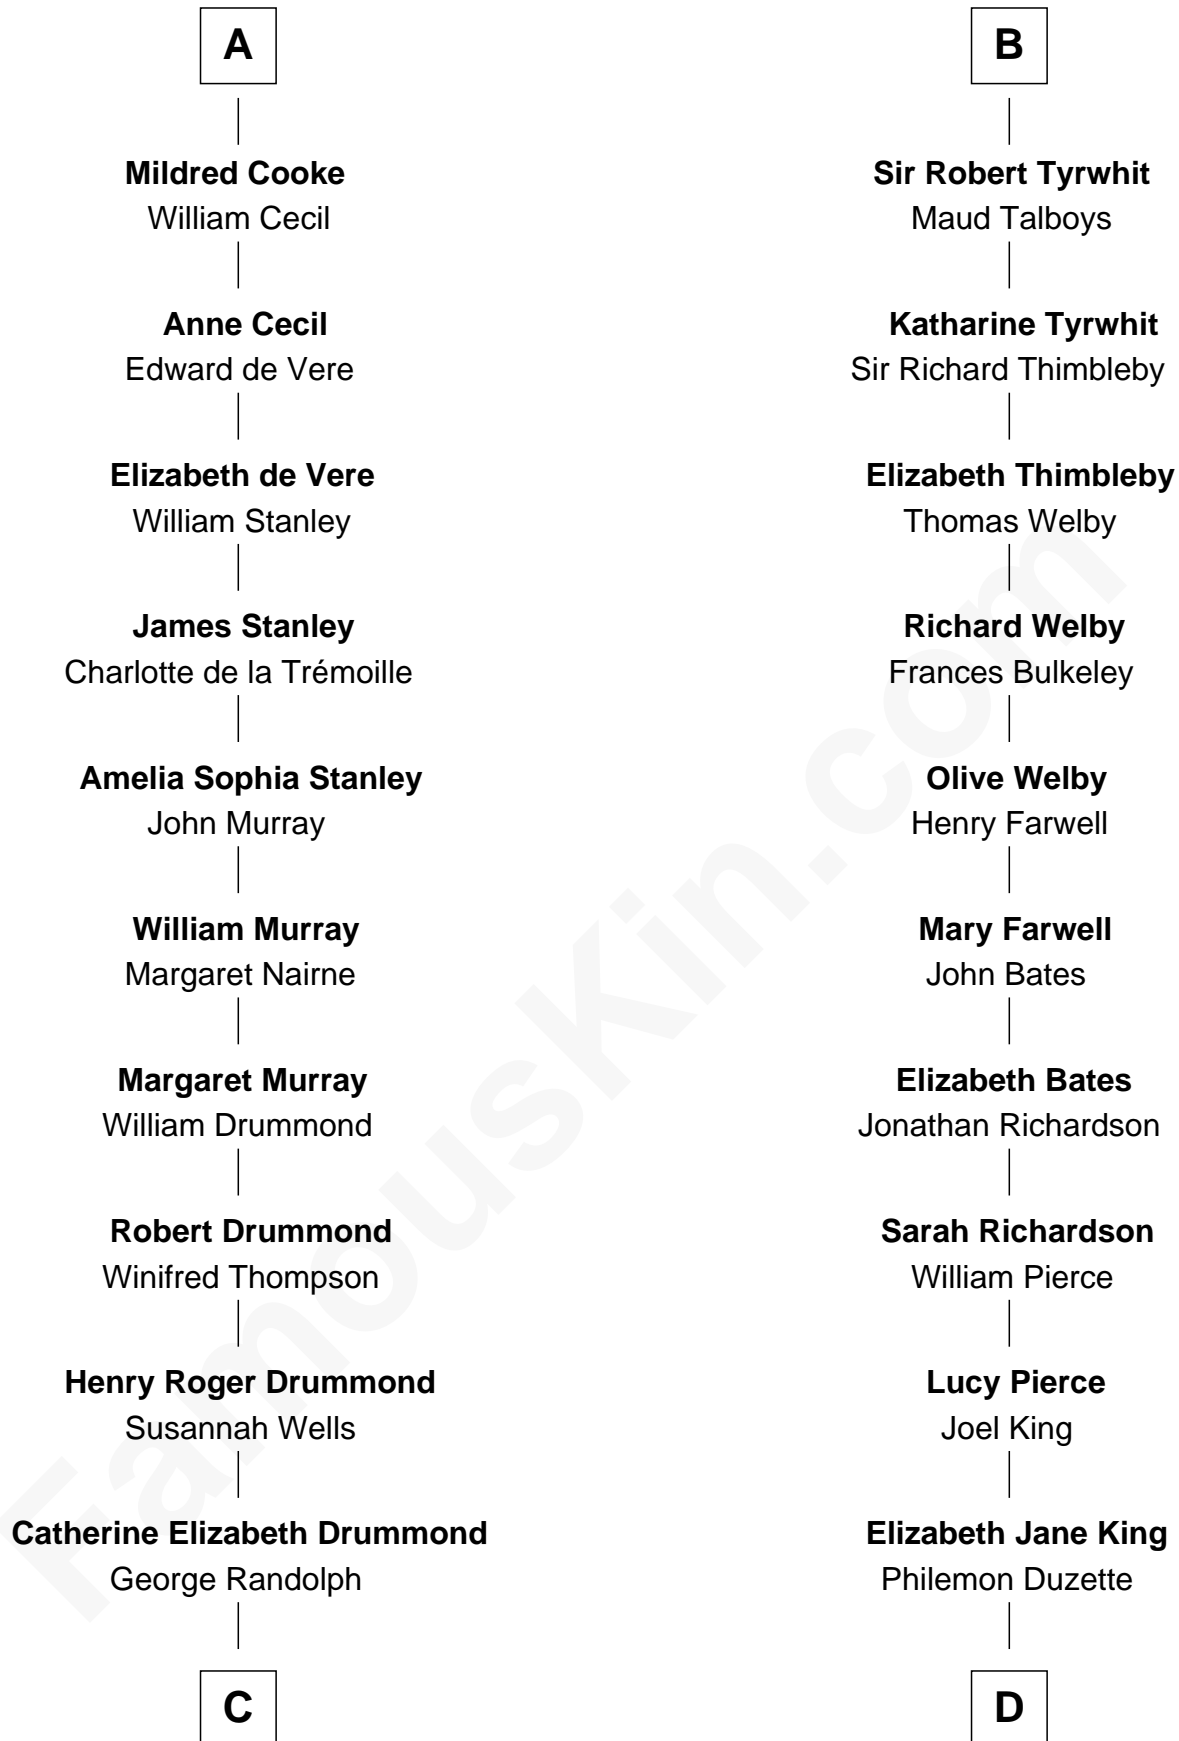 A
Mildred Cooke
William Cecil
Anne Cecil
Edward de Vere
Elizabeth de Vere
William Stanley
James Stanley
Charlotte de la Trémoille
Amelia Sophia Stanley
John Murray
William Murray
Margaret Nairne
Margaret Murray
William Drummond
Robert Drummond
Winifred Thompson
Henry Roger Drummond
Susannah Wells
Catherine Elizabeth Drummond
George Randolph
C
B
Sir Robert Tyrwhit
Maud Talboys
Katharine Tyrwhit
Sir Richard Thimbleby
Elizabeth Thimbleby
Thomas Welby
Richard Welby
Frances Bulkeley
Olive Welby
Henry Farwell
Mary Farwell
John Bates
Elizabeth Bates
Jonathan Richardson
Sarah Richardson
William Pierce
Lucy Pierce
Joel King
Elizabeth Jane King
Philemon Duzette
D
FamousKin.com